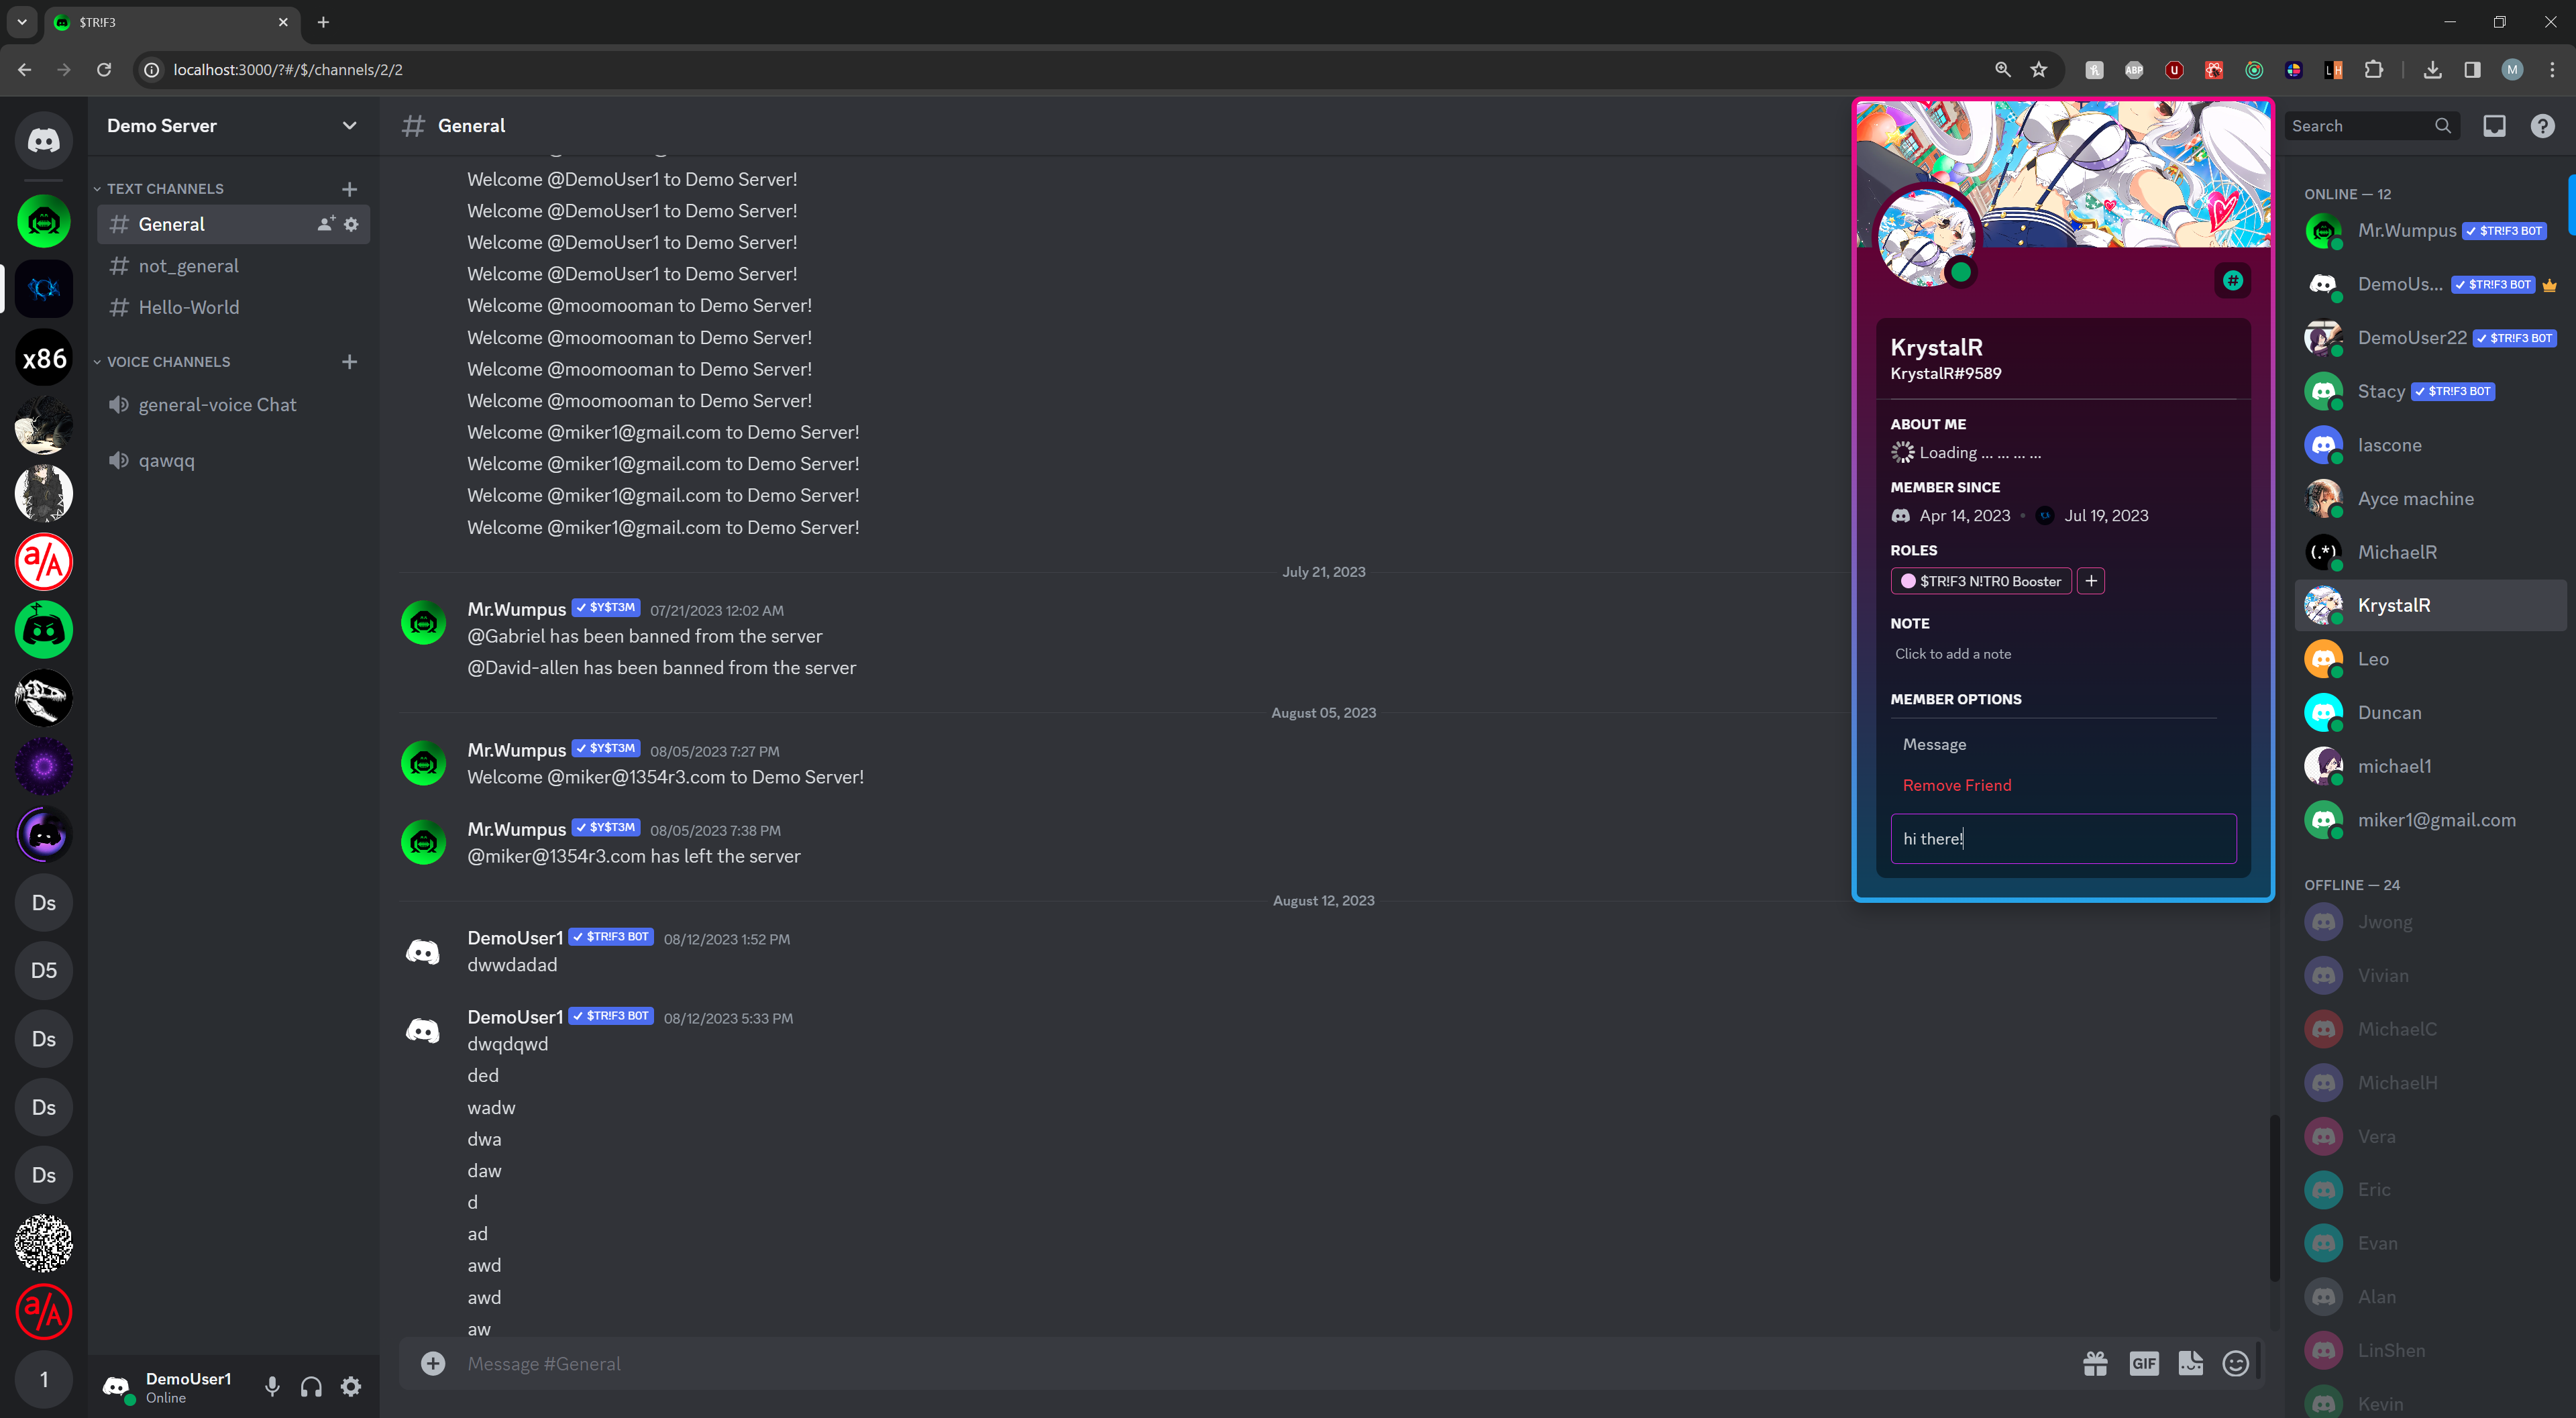 $TR!F3
localhost:3000/?#/$/channels/2/2
ABP
M
Demo Server
TEXT CHANNELS
General
not_general
Hello-World
VOICE CHANNELS
general-voice Chat
qawqq
x86
a/A
Ds
D5
Ds
Ds
Ds
a/A
1
DemoUser1
Online
General
Welcome @DemoUser1 to Demo Server!
Welcome @DemoUser1 to Demo Server!
Welcome @DemoUser1 to Demo Server!
Welcome @DemoUser1 to Demo Server!
Welcome @moomooman to Demo Server!
Welcome @moomooman to Demo Server!
Welcome @moomooman to Demo Server!
Welcome @moomooman to Demo Server!
Welcome @miker1@gmail.com to Demo Server!
Welcome @miker1@gmail.com to Demo Server!
Welcome @miker1@gmail.com to Demo Server!
Welcome @miker1@gmail.com to Demo Server!
July 21, 2023
Mr.Wumpus ✓ $Y$T3M 07/21/2023 12:02 AM
@Gabriel has been banned from the server
@David-allen has been banned from the server
August 05, 2023
Mr.Wumpus ✓ $Y$T3M 08/05/2023 7:27 PM
Welcome @miker@1354r3.com to Demo Server!
Mr.Wumpus ✓ $Y$T3M 08/05/2023 7:38 PM
@miker@1354r3.com has left the server
August 12, 2023
DemoUser1 ✓ $TR!F3 B0T 08/12/2023 1:52 PM
dwwdadad
DemoUser1 ✓ $TR!F3 B0T 08/12/2023 5:33 PM
dwqdqwd
ded
wadw
dwa
daw
d
ad
awd
awd
aw
Message #General
GIF
KrystalR
KrystalR#9589
ABOUT ME
Loading ... ... ... ...
MEMBER SINCE
Apr 14, 2023 • Jul 19, 2023
ROLES
$TR!F3 N!TR0 Booster +
NOTE
Click to add a note
MEMBER OPTIONS
Message
Remove Friend
hi there!
Search
ONLINE — 12
Mr.Wumpus ✓ $TR!F3 B0T
DemoUs... ✓ $TR!F3 B0T
DemoUser22 ✓ $TR!F3 B0T
Stacy ✓ $TR!F3 B0T
Iascone
Ayce machine
(.*) MichaelR
KrystalR
Leo
Duncan
michael1
miker1@gmail.com
OFFLINE — 24
Jwong
Vivian
MichaelC
MichaelH
Vera
Eric
Evan
Alan
LinShen
Kevin